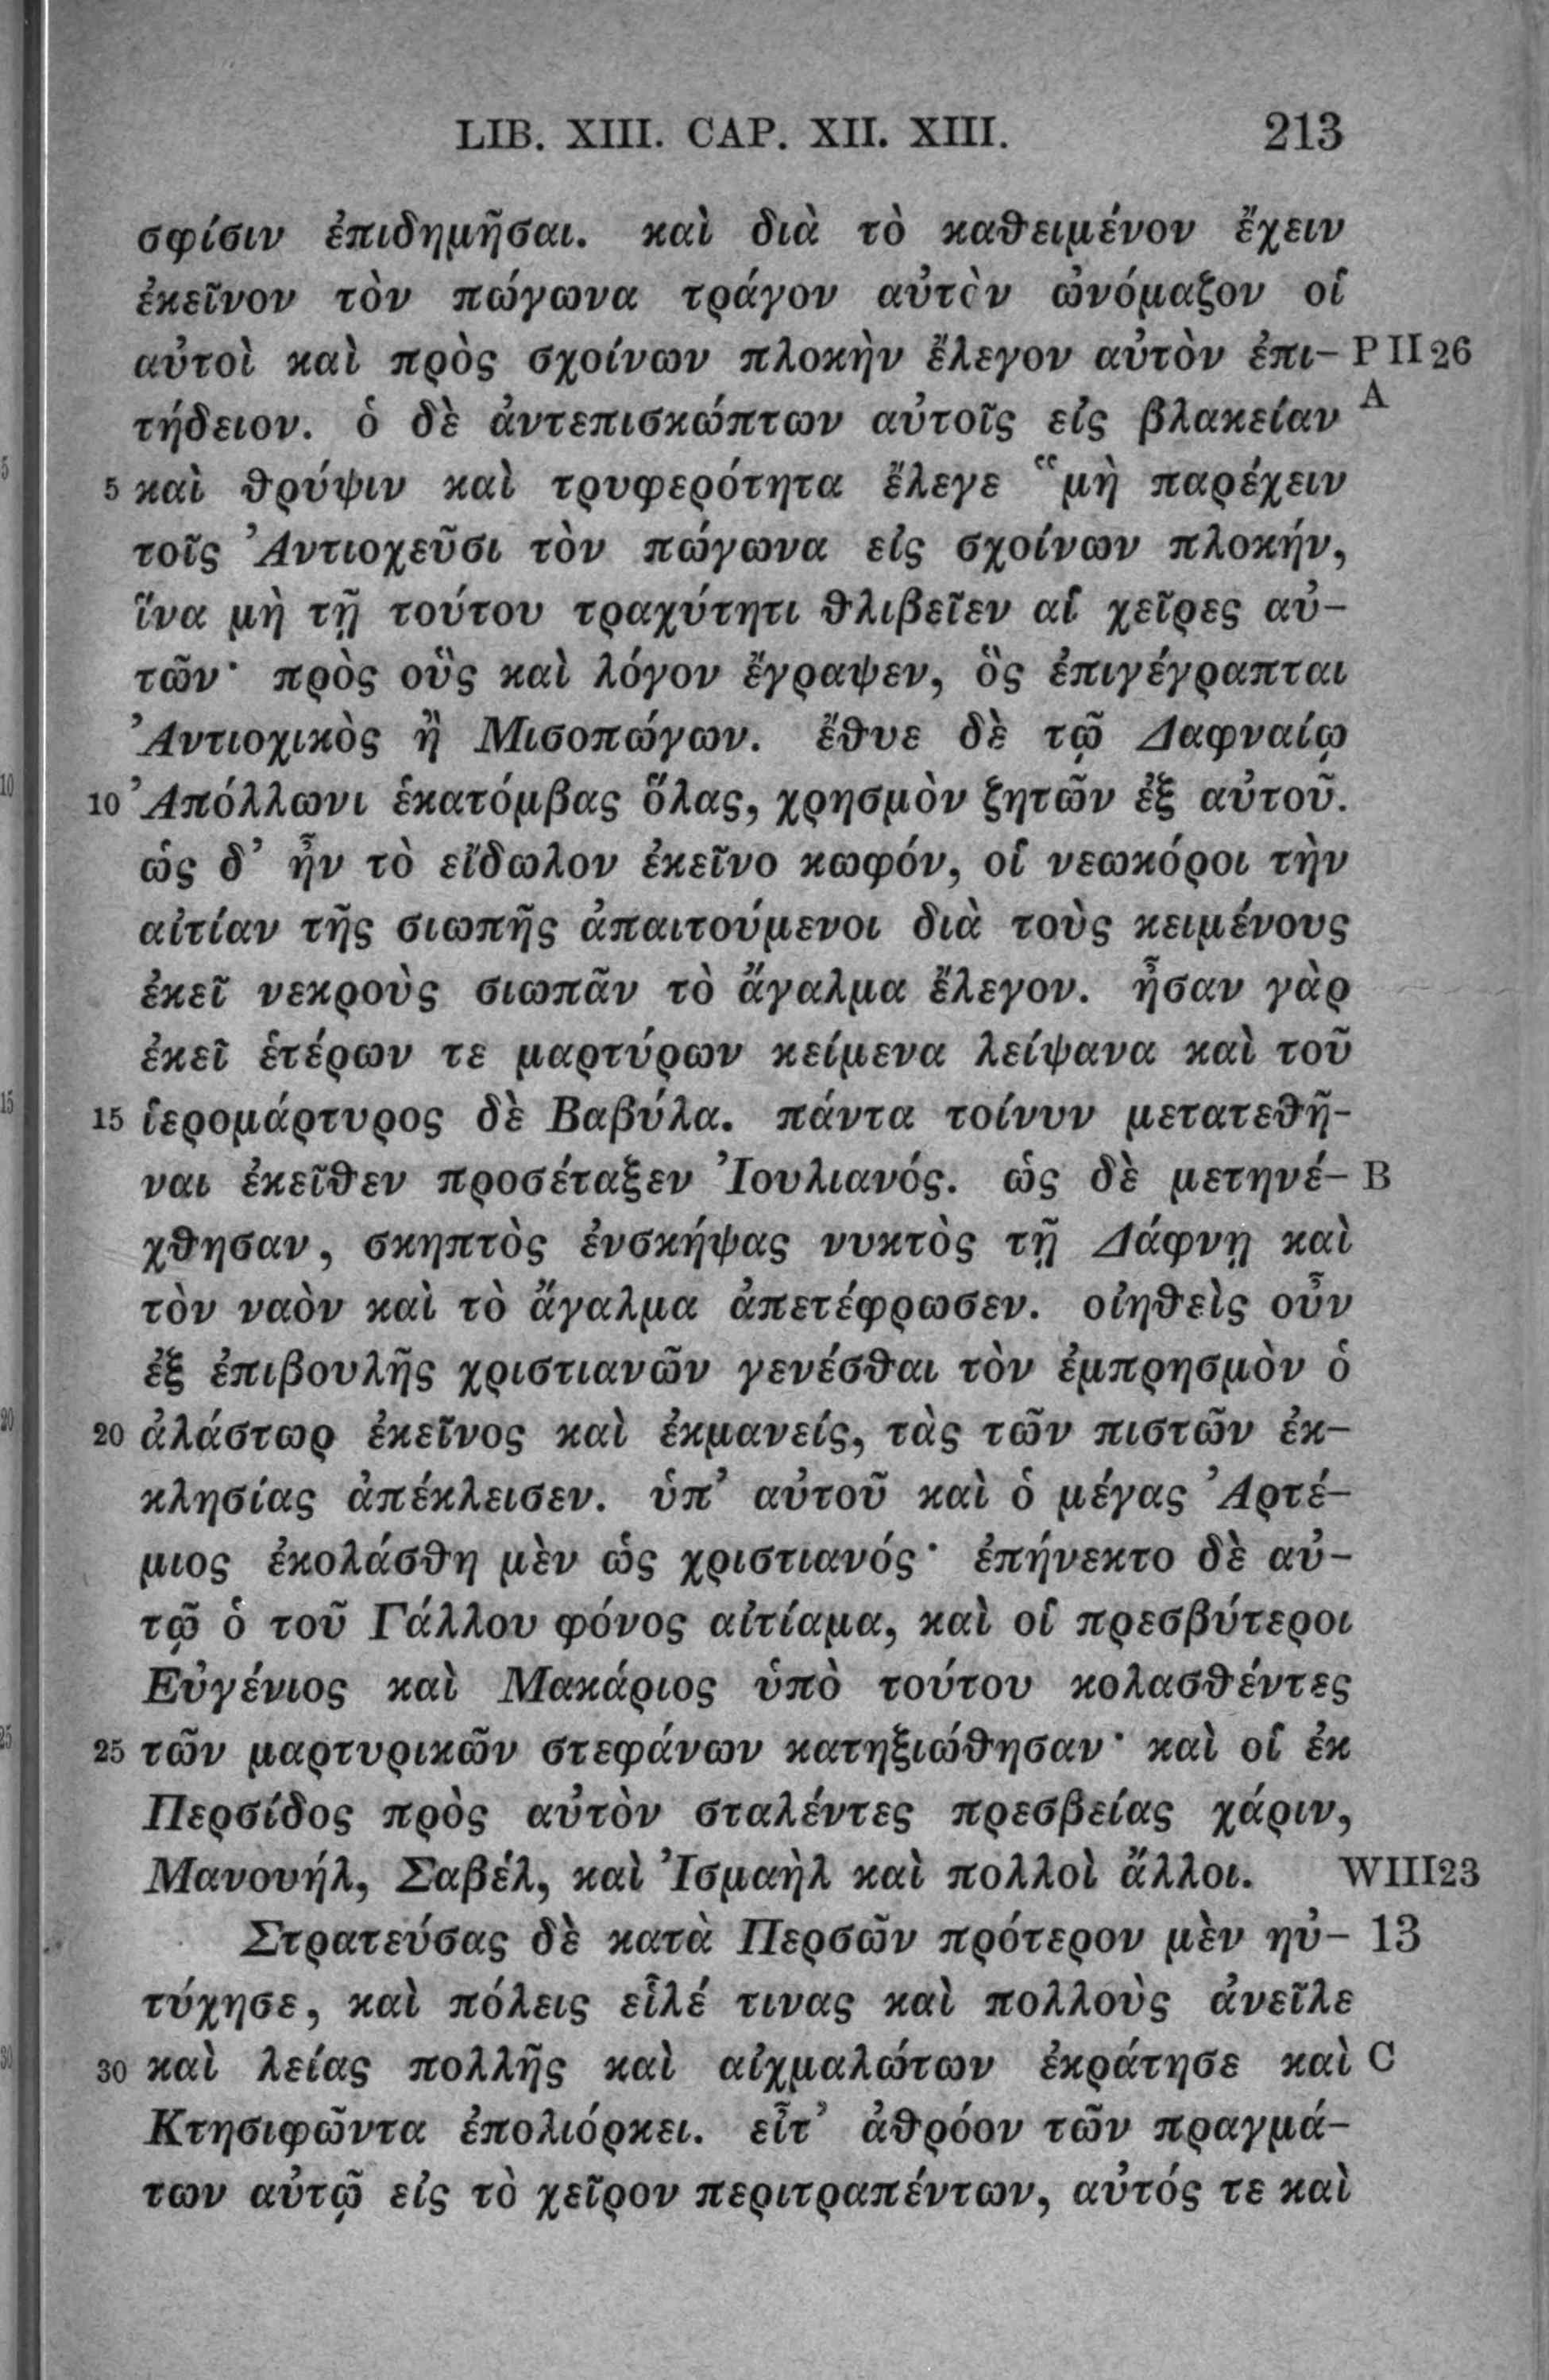 LIB. XIII. CAP. XII. XIII. 213
σφίσιν ἐπιδημῆσαι. καὶ διὰ τὸ καθειμένον ἔχειν
ἐκεῖνον τὸν πώγωνα τράγον αὐτὸν ὠνόμαζον οἱ
αὐτοὶ καὶ πρὸς σχοίνων πλοκὴν ἔλεγον αὐτὸν ἐπι- P II 26
τήδειον. ὁ δὲ ἀντεπισκώπτων αὐτοῖς εἰς βλακείαν A
5 καὶ θρύψιν καὶ τρυφερότητα ἔλεγε “μὴ παρέχειν
τοῖς Ἀντιοχεῦσι τὸν πώγωνα εἰς σχοίνων πλοκήν,
ἵνα μὴ τῇ τούτου τραχύτητι θλιβεῖεν αἱ χεῖρες αὐ-
τῶν· πρὸς οὓς καὶ λόγον ἔγραψεν, ὃς ἐπιγέγραπται
Ἀντιοχικὸς ἢ Μισοπώγων. ἔθυε δὲ τῷ Δαφναίῳ
10 Ἀπόλλωνι ἑκατόμβας ὅλας, χρησμὸν ζητῶν ἐξ αὐτοῦ.
ὡς δ’ ἦν τὸ εἴδωλον ἐκεῖνο κωφόν, οἱ νεωκόροι τὴν
αἰτίαν τῆς σιωπῆς ἀπαιτούμενοι διὰ τοὺς κειμένους
ἐκεῖ νεκροὺς σιωπᾶν τὸ ἄγαλμα ἔλεγον. ἦσαν γὰρ
ἐκεῖ ἑτέρων τε μαρτύρων κείμενα λείψανα καὶ τοῦ
15 ἱερομάρτυρος δὲ Βαβύλα. πάντα τοίνυν μετατεθῆ-
ναι ἐκεῖθεν προσέταξεν Ἰουλιανός. ὡς δὲ μετηνέ- B
χθησαν, σκηπτὸς ἐνσκήψας νυκτὸς τῇ Δάφνῃ καὶ
τὸν ναὸν καὶ τὸ ἄγαλμα ἀπετέφρωσεν. οἰηθεὶς οὖν
ἐξ ἐπιβουλῆς χριστιανῶν γενέσθαι τὸν ἐμπρησμὸν ὁ
20 ἀλάστωρ ἐκεῖνος καὶ ἐκμανείς, τὰς τῶν πιστῶν ἐκ-
κλησίας ἀπέκλεισεν. ὑπ’ αὐτοῦ καὶ ὁ μέγας Ἀρτέ-
μιος ἐκολάσθη μὲν ὡς χριστιανός· ἐπήνεκτο δὲ αὐ-
τῷ ὁ τοῦ Γάλλου φόνος αἰτίαμα, καὶ οἱ πρεσβύτεροι
Εὐγένιος καὶ Μακάριος ὑπὸ τούτου κολασθέντες
25 τῶν μαρτυρικῶν στεφάνων κατηξιώθησαν· καὶ οἱ ἐκ
Περσίδος πρὸς αὐτὸν σταλέντες πρεσβείας χάριν,
Μανουήλ, Σαβέλ, καὶ Ἰσμαὴλ καὶ πολλοὶ ἄλλοι. WIII23
Στρατεύσας δὲ κατὰ Περσῶν πρότερον μὲν ηὐ- 13
τύχησε, καὶ πόλεις εἷλέ τινας καὶ πολλοὺς ἀνεῖλε
30 καὶ λείας πολλῆς καὶ αἰχμαλώτων ἐκράτησε καὶ C
Κτησιφῶντα ἐπολιόρκει. εἶτ’ ἀθρόον τῶν πραγμά-
των αὐτῷ εἰς τὸ χεῖρον περιτραπέντων, αὐτός τε καὶ